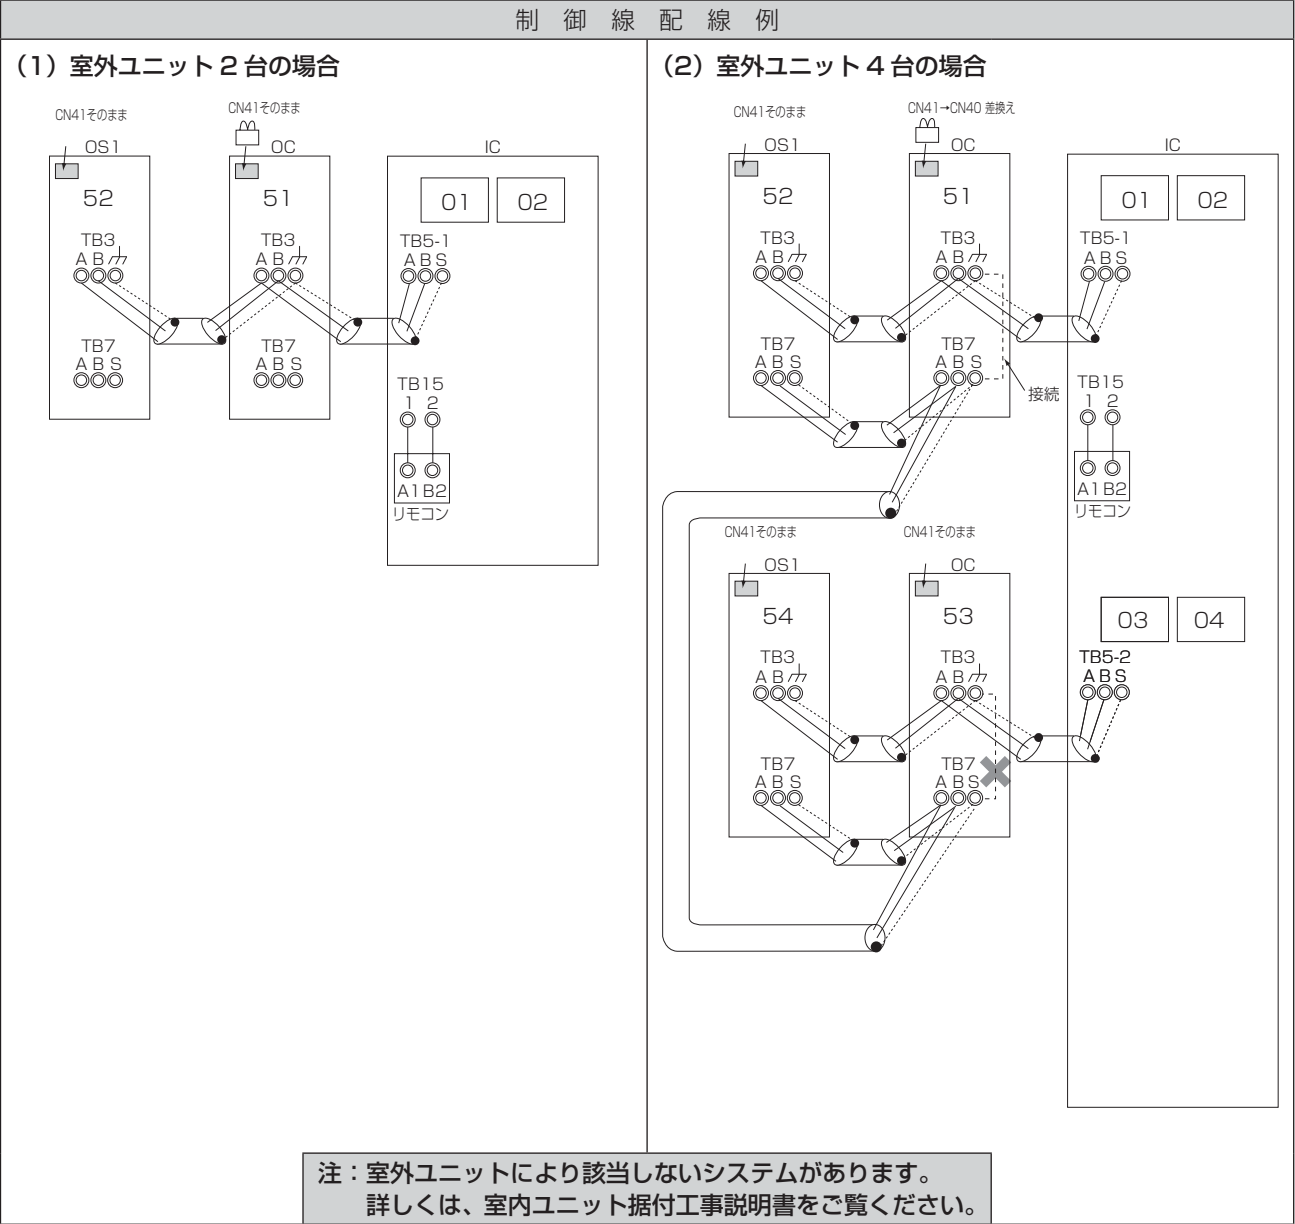 制御線配線例
（1）室外ユニット2台の場合
CN41そのまま
CN41そのまま
OS1
OC
IC
52
51
01
02
TB3
A B
TB3
A B
TB5-1
A B S
TB7
A B S
TB7
A B S
TB15
1 2
A1 B2
リモコン
（2）室外ユニット4台の場合
CN41そのまま
CN41→CN40 差換え
OS1
OC
IC
52
51
01
02
TB3
A B
TB3
A B
TB5-1
A B S
TB7
A B S
TB7
A B S
接続
TB15
1 2
A1 B2
リモコン
CN41そのまま
CN41そのまま
OS1
OC
54
53
03
04
TB3
A B
TB3
A B
TB5-2
A B S
TB7
A B S
TB7
A B S
注：室外ユニットにより該当しないシステムがあります。
詳しくは、室内ユニット据付工事説明書をご覧ください。